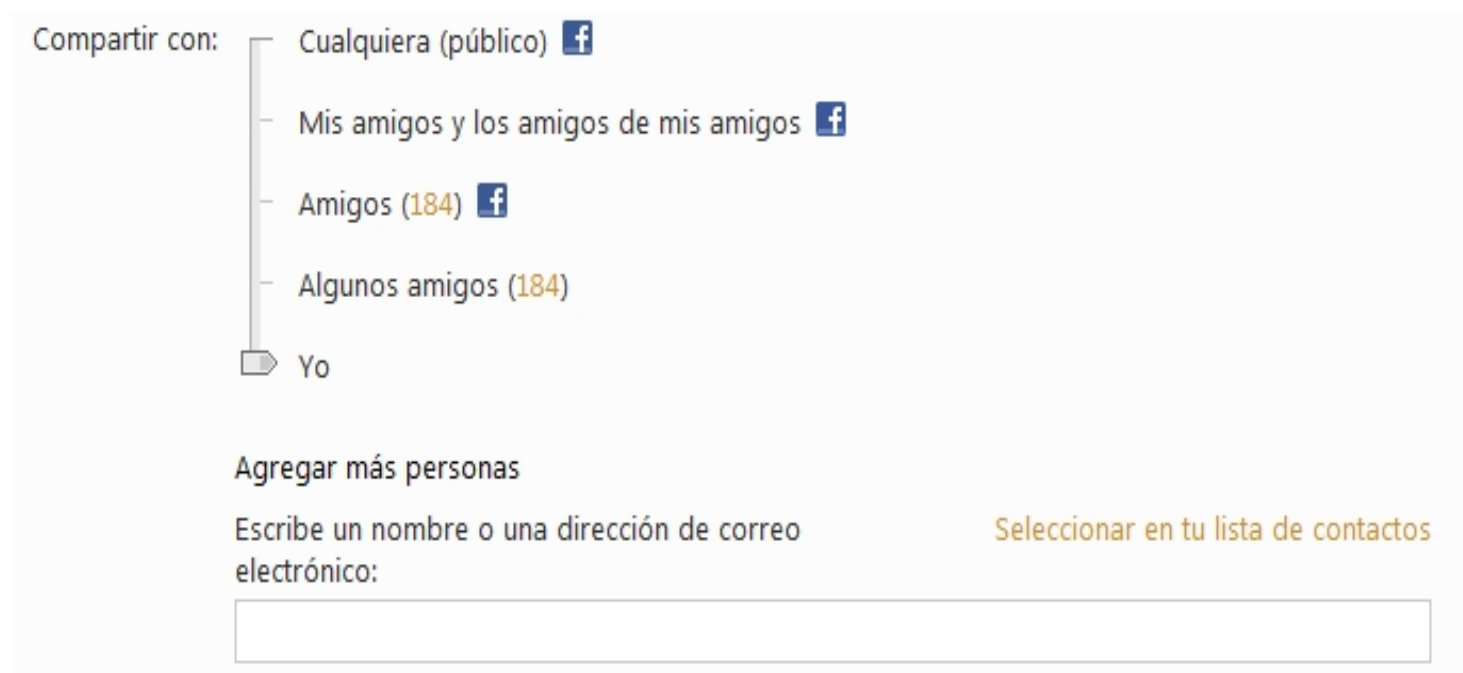 Compartir con: Cualquiera (público)
Mis amigos y los amigos de mis amigos
Amigos (184)
Algunos amigos (184)
Yo
Agregar más personas
Escribe un nombre o una dirección de correo Seleccionar en tu lista de contactos
electrónico: